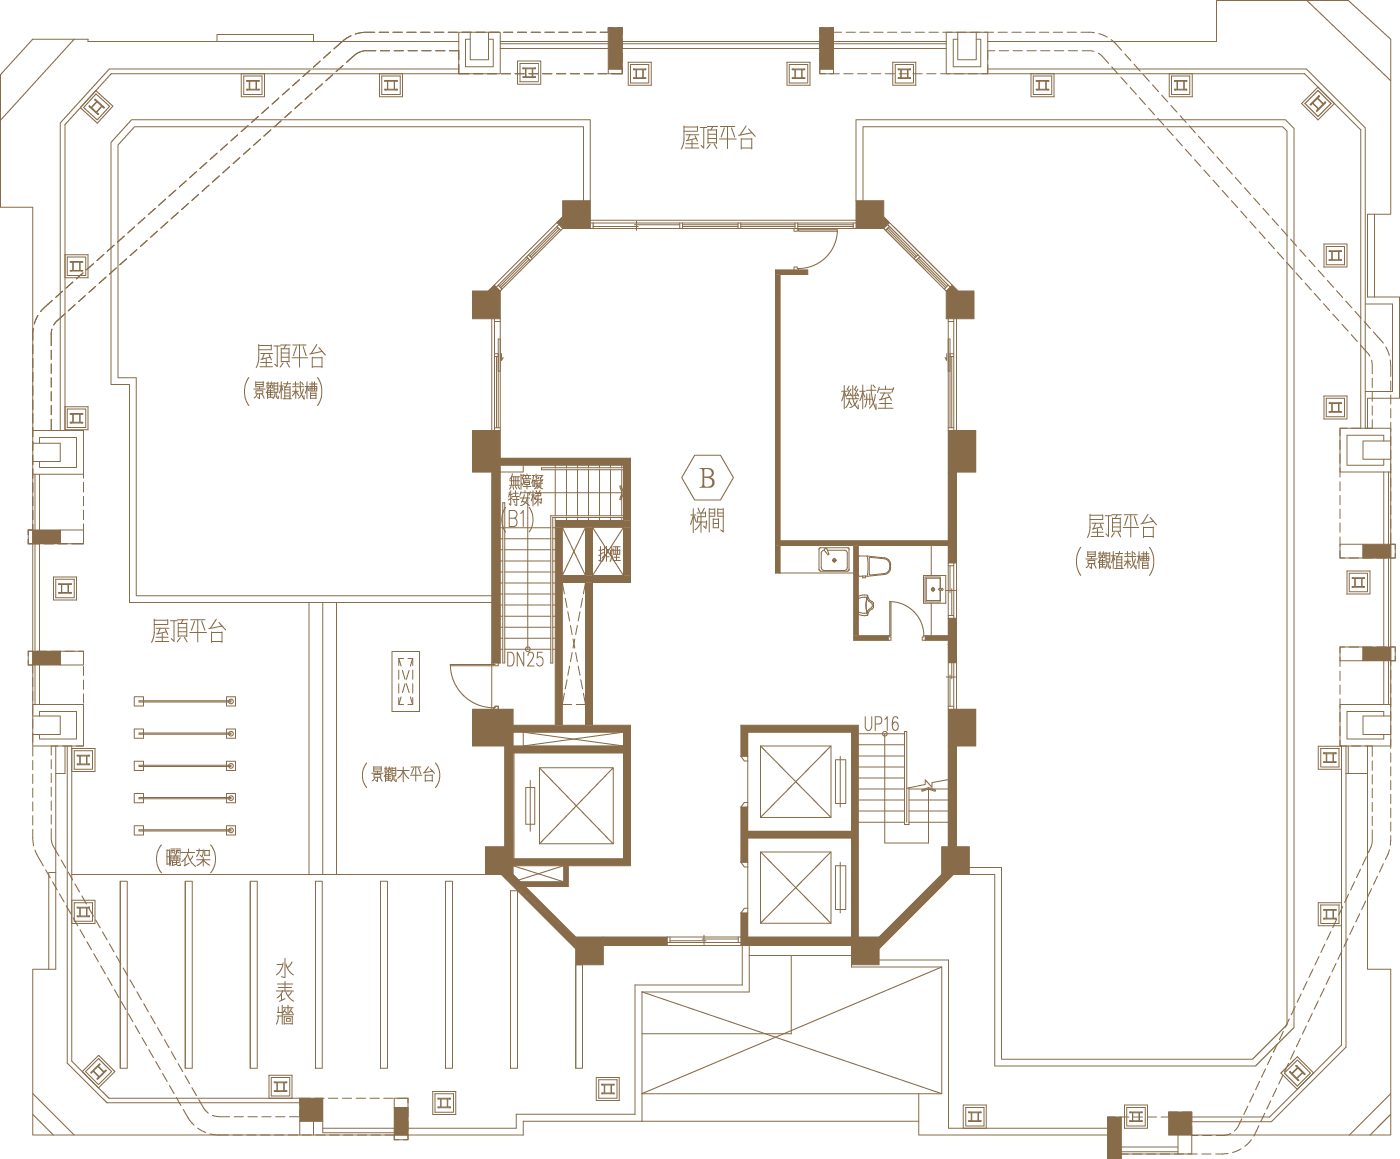 屋頂平台
屋頂平台
(景觀植栽槽)
機械室
無障礙
特安梯
(B1)
B
梯間
排煙
屋頂平台
(景觀植栽槽)
屋頂平台
DN25
UP16
(景觀木平台)
(曬衣架)
水表牆